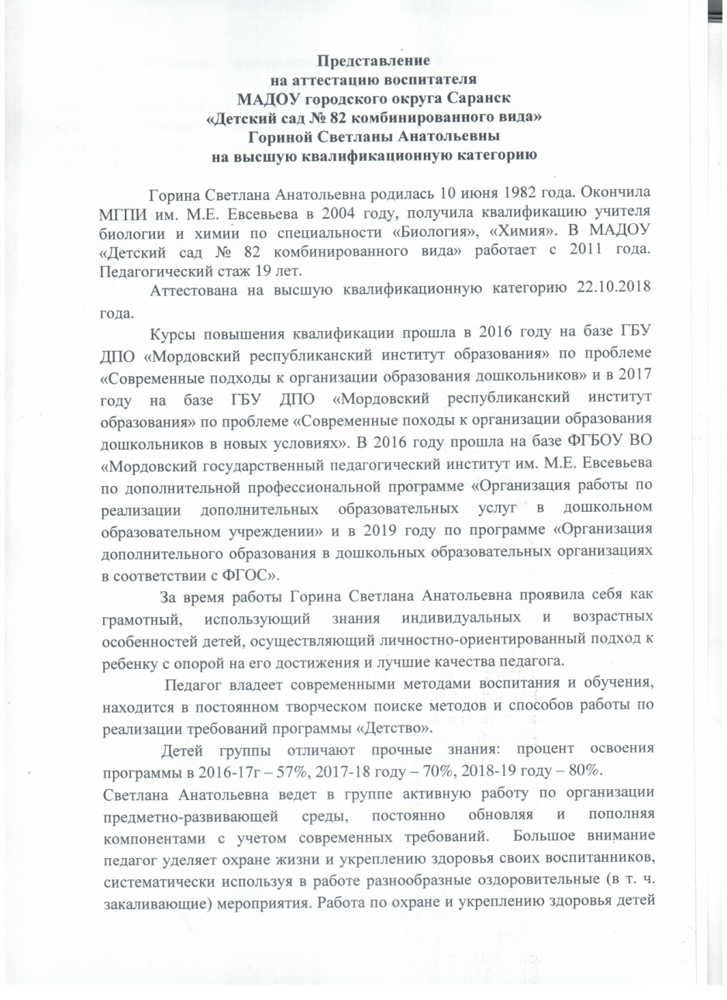 Представление
на аттестацию воспитателя
МАДОУ городского округа Саранск
«Детский сад № 82 комбинированного вида»
Гориной Светланы Анатольевны
на высшую квалификационную категорию
Горина Светлана Анатольевна родилась 10 июня 1982 года. Окончила
МГПИ им. М.Е. Евсевьева в 2004 году, получила квалификацию учителя
биологии и химии по специальности «Биология», «Химия». В МАДОУ
«Детский сад № 82 комбинированного вида» работает с 2011 года.
Педагогический стаж 19 лет.
Аттестована на высшую квалификационную категорию 22.10.2018
года.
Курсы повышения квалификации прошла в 2016 году на базе ГБУ
ДПО «Мордовский республиканский институт образования» по проблеме
«Современные подходы к организации образования дошкольников» и в 2017
году на базе ГБУ ДПО «Мордовский республиканский институт
образования» по проблеме «Современные походы к организации образования
дошкольников в новых условиях». В 2016 году прошла на базе ФГБОУ ВО
«Мордовский государственный педагогический институт им. М.Е. Евсевьева
по дополнительной профессиональной программе «Организация работы по
реализации дополнительных образовательных услуг в дошкольном
образовательном учреждении» и в 2019 году по программе «Организация
дополнительного образования в дошкольных образовательных организациях
в соответствии с ФГОС».
За время работы Горина Светлана Анатольевна проявила себя как
грамотный, использующий знания индивидуальных и возрастных
особенностей детей, осуществляющий личностно-ориентированный подход к
ребенку с опорой на его достижения и лучшие качества педагога.
Педагог владеет современными методами воспитания и обучения,
находится в постоянном творческом поиске методов и способов работы по
реализации требований программы «Детство».
Детей группы отличают прочные знания: процент освоения
программы в 2016-17г – 57%, 2017-18 году – 70%, 2018-19 году – 80%.
Светлана Анатольевна ведет в группе активную работу по организации
предметно-развивающей среды, постоянно обновляя и пополняя
компонентами с учетом современных требований. Большое внимание
педагог уделяет охране жизни и укреплению здоровья своих воспитанников,
систематически используя в работе разнообразные оздоровительные (в т. ч.
закаливающие) мероприятия. Работа по охране и укреплению здоровья детей